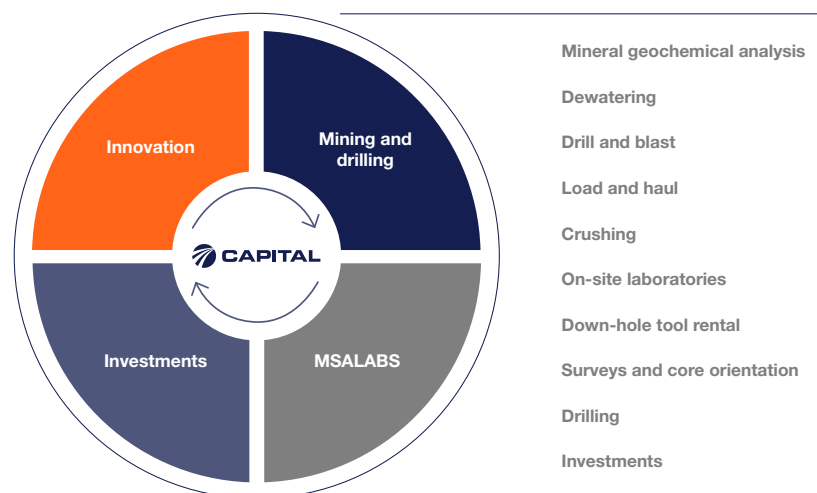 Innovation
Mining and
drilling
CAPITAL
Investments
MSALABS
Mineral geochemical analysis
Dewatering
Drill and blast
Load and haul
Crushing
On-site laboratories
Down-hole tool rental
Surveys and core orientation
Drilling
Investments